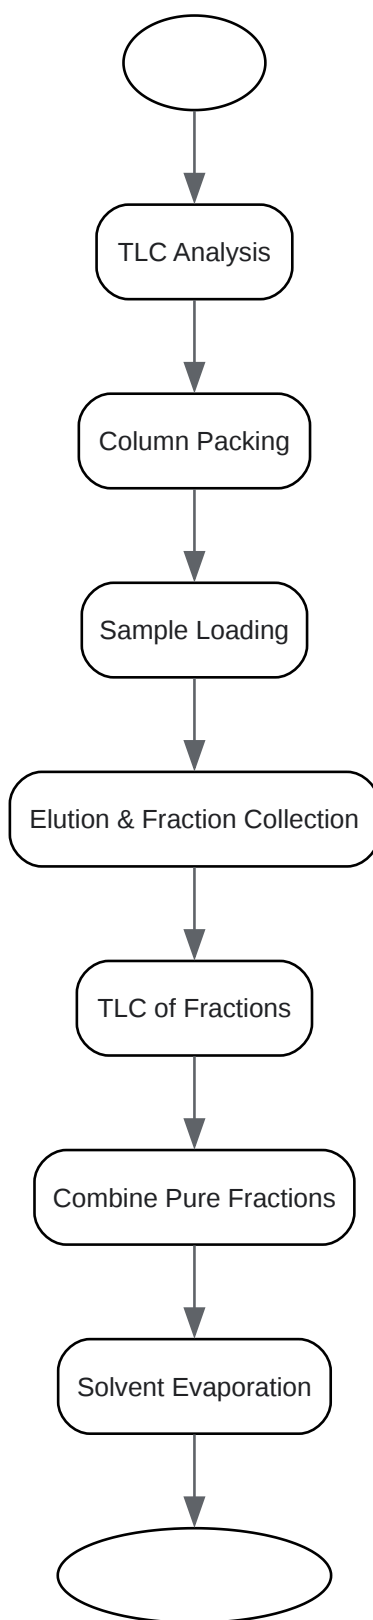 TLC Analysis
Column Packing
Sample Loading
Elution & Fraction Collection
TLC of Fractions
Combine Pure Fractions
Solvent Evaporation